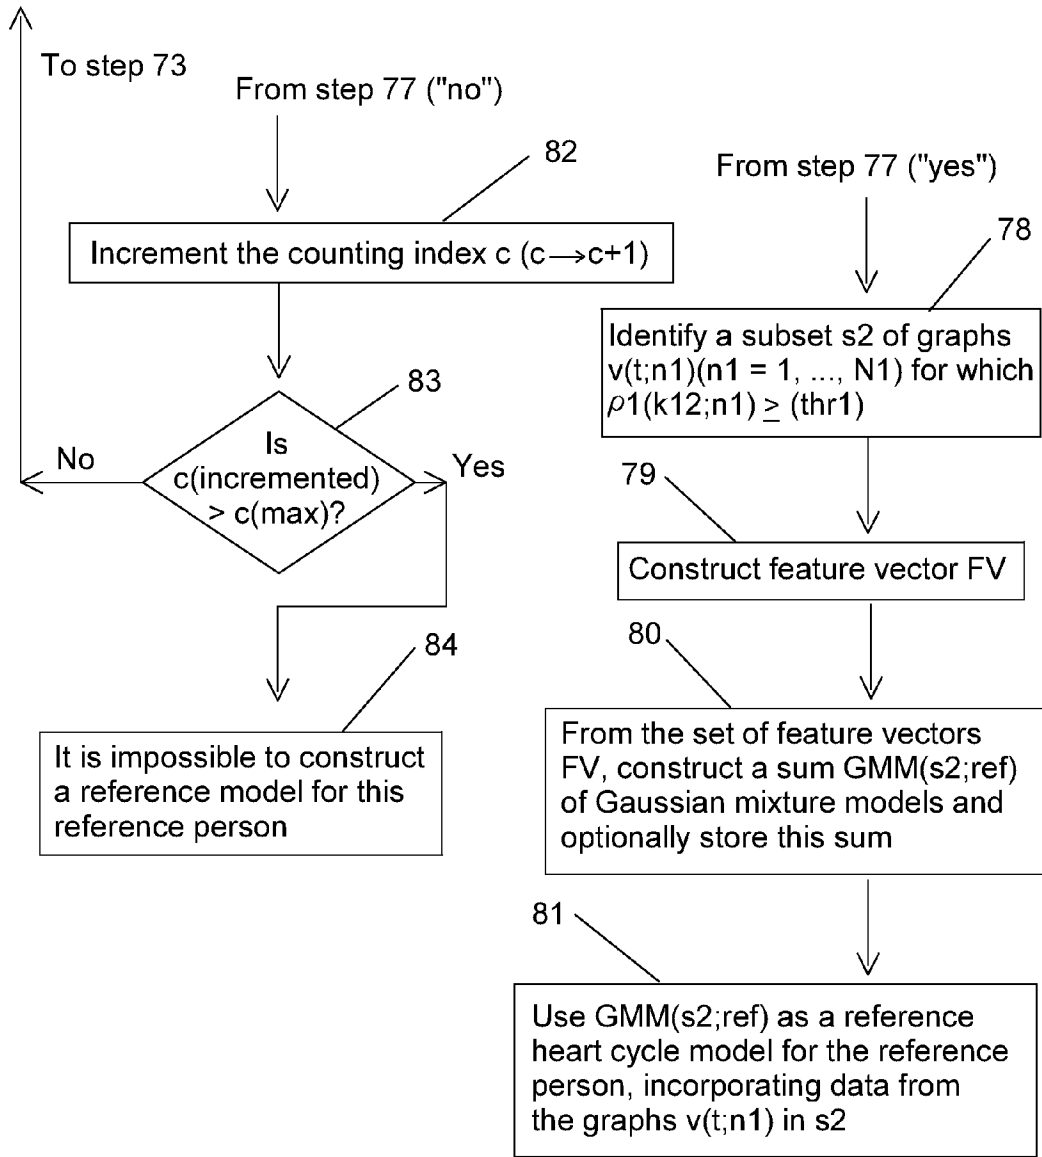 To step 73
From step 77 ("no")
82
Increment the counting index c (c→c+1)
83
Is
c(incremented)
> c(max)?
No
Yes
84
It is impossible to construct
a reference model for this
reference person
From step 77 ("yes")
78
Identify a subset s2 of graphs
v(t;n1)(n1 = 1, ..., N1) for which
ρ1(k12;n1) ≥ (thr1)
79
Construct feature vector FV
80
From the set of feature vectors
FV, construct a sum GMM(s2;ref)
of Gaussian mixture models and
optionally store this sum
81
Use GMM(s2;ref) as a reference
heart cycle model for the reference
person, incorporating data from
the graphs v(t;n1) in s2